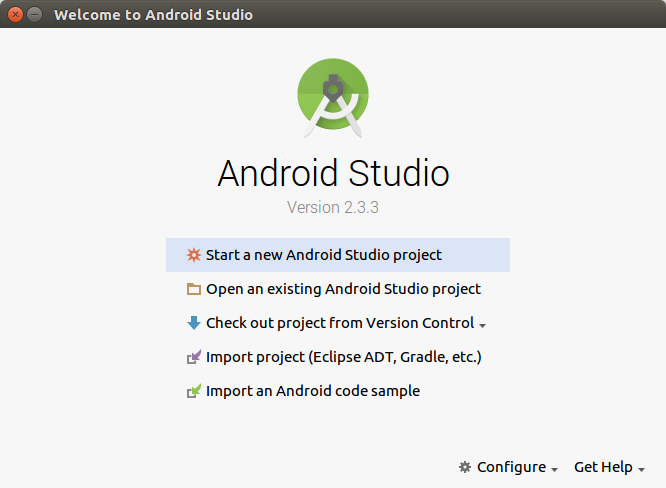 Welcome to Android Studio
Android Studio
Version 2.3.3
Start a new Android Studio project
Open an existing Android Studio project
Check out project from Version Control
Import project (Eclipse ADT, Gradle, etc.)
Import an Android code sample
Configure Get Help